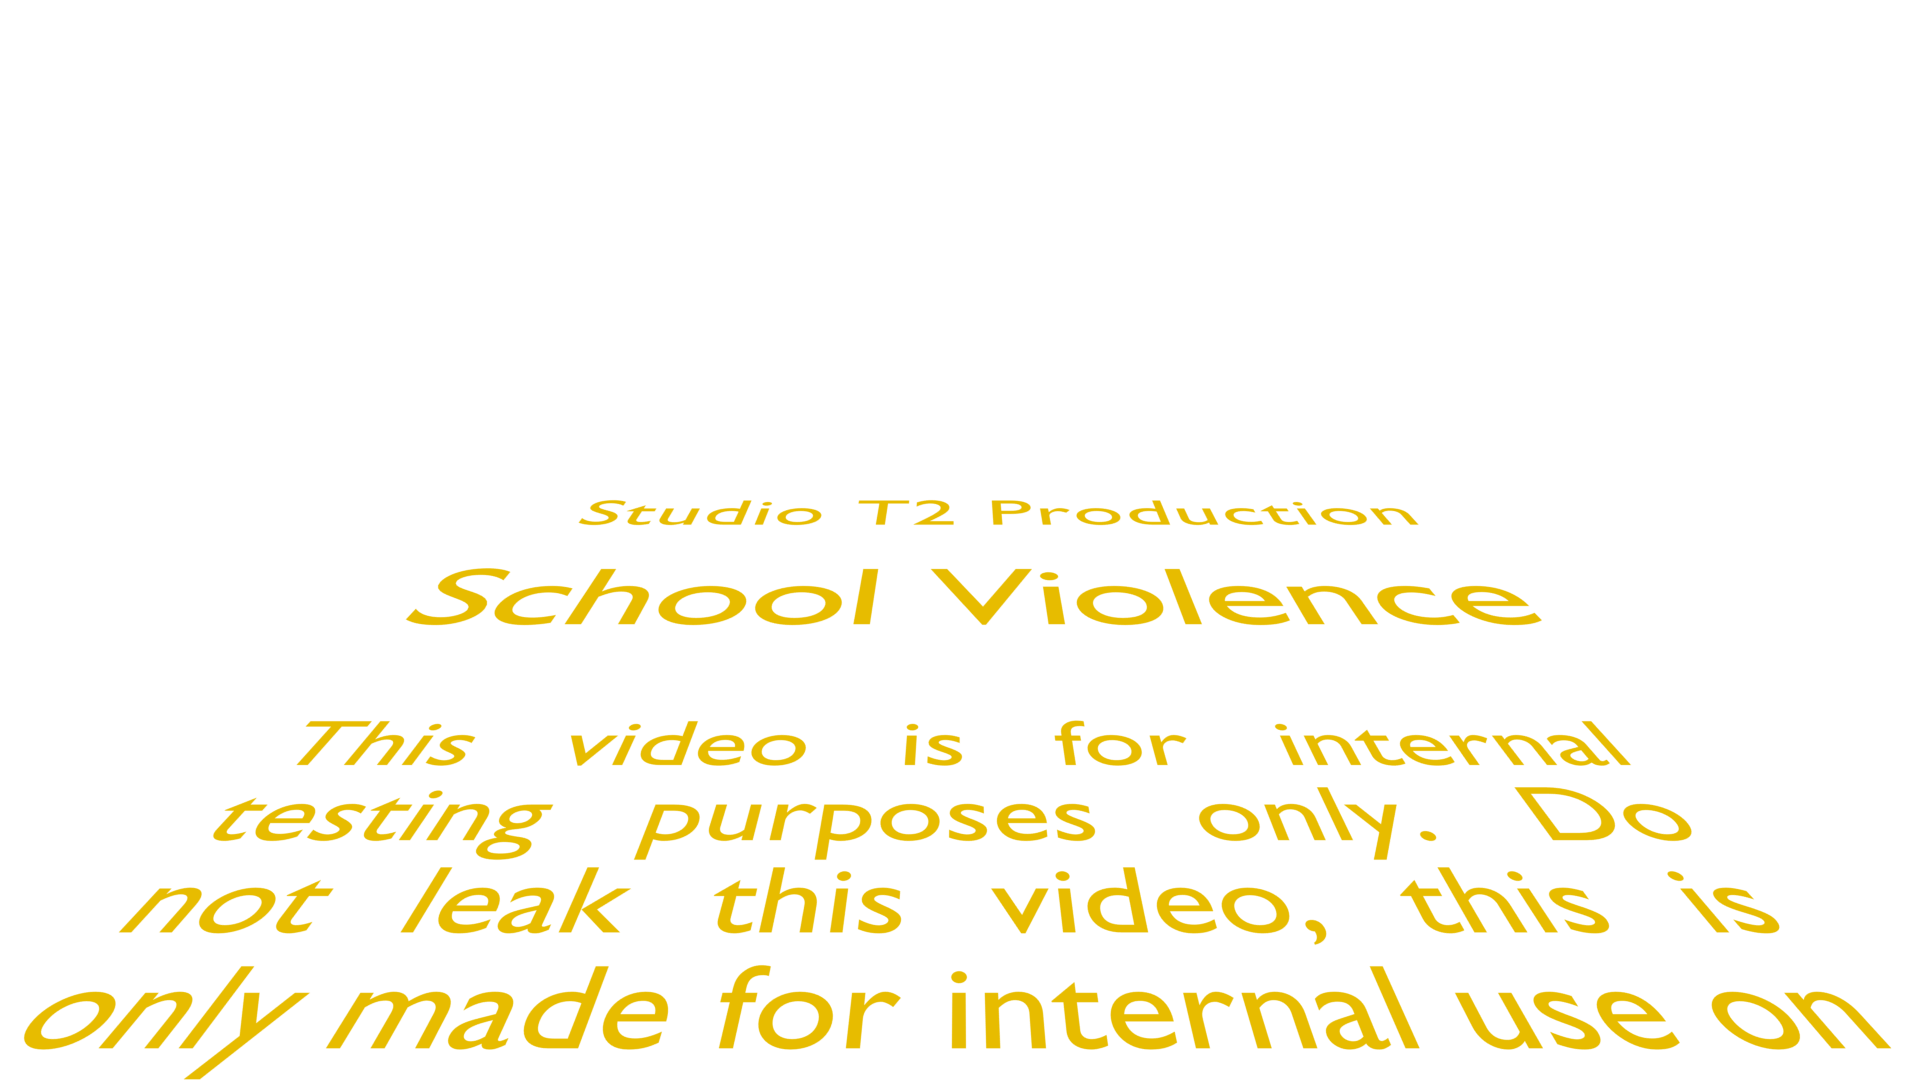 Studio T2 Production
School Violence
This video is for internal
testing purposes only. Do
not leak this video, this is
only made for internal use on